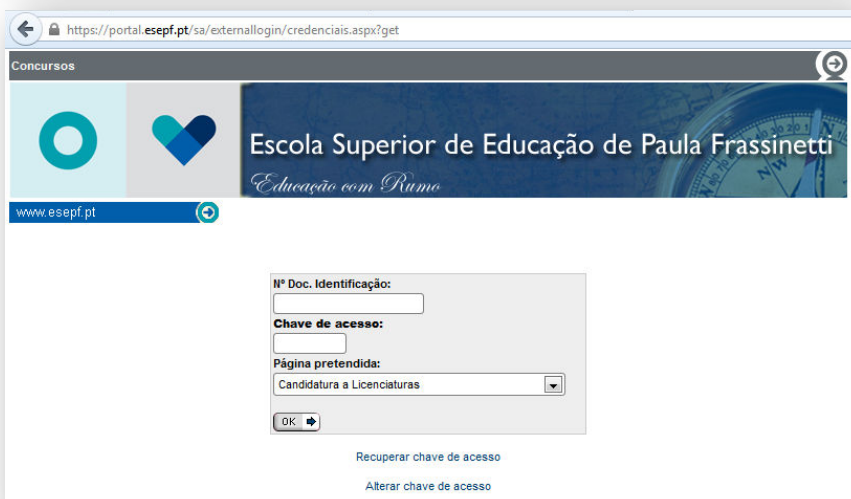 https://portal.esepf.pt/sa/externallogin/credenciais.aspx?get
Concursos
Escola Superior de Educação de Paula Frassinetti
Educação com Rumo
www.esepf.pt
Nº Doc. Identificação:
Chave de acesso:
Página pretendida:
Candidatura a Licenciaturas
OK
Recuperar chave de acesso
Alterar chave de acesso